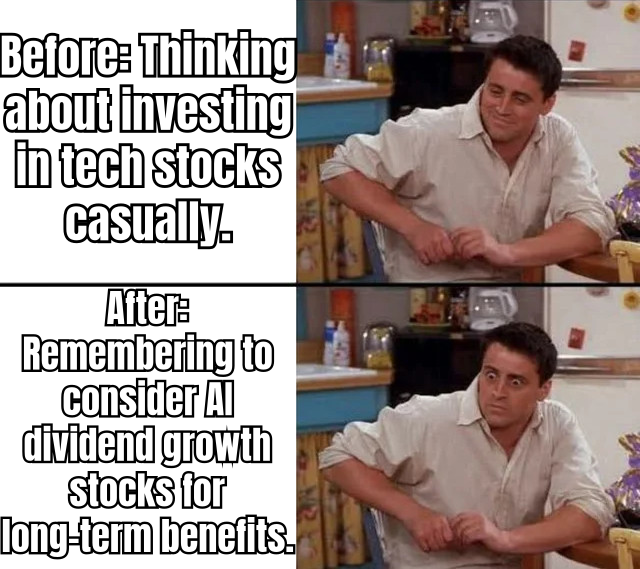 Before: Thinking
about investing
in tech stocks
casually.
After:
Remembering to
consider AI
dividend growth
stocks for
long-term benefits.